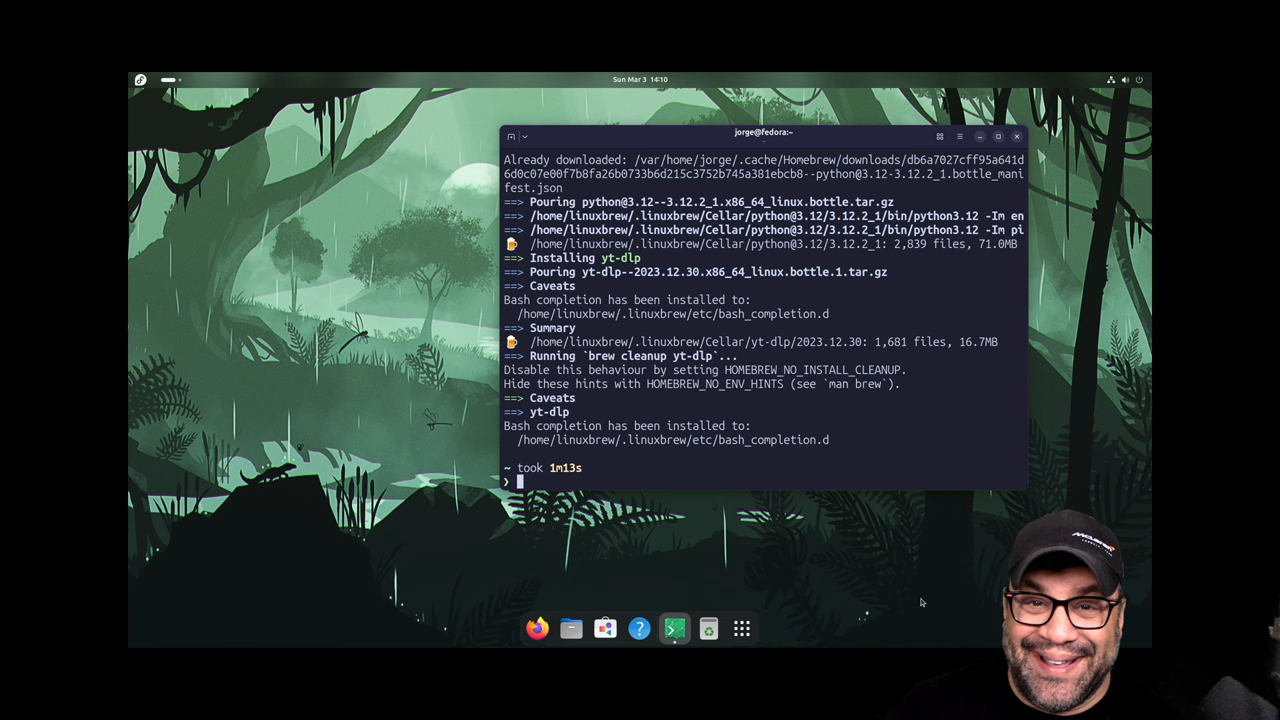 Sun Mar 3 14:10
jorge@fedora:~
Already downloaded: /var/home/jorge/.cache/Homebrew/downloads/db6a7027cff95a641d
6d0c07e00f7b8fa26b0733b6d215c3752b745a381ebcb8--python@3.12-3.12.2_1.bottle_mani
fest.json
==> Pouring python@3.12--3.12.2_1.x86_64_linux.bottle.tar.gz
==> /home/linuxbrew/.linuxbrew/Cellar/python@3.12/3.12.2_1/bin/python3.12 -Im en
==> /home/linuxbrew/.linuxbrew/Cellar/python@3.12/3.12.2_1/bin/python3.12 -Im pi
🍺 /home/linuxbrew/.linuxbrew/Cellar/python@3.12/3.12.2_1: 2,839 files, 71.0MB
==> Installing yt-dlp
==> Pouring yt-dlp--2023.12.30.x86_64_linux.bottle.1.tar.gz
==> Caveats
Bash completion has been installed to:
/home/linuxbrew/.linuxbrew/etc/bash_completion.d
==> Summary
🍺 /home/linuxbrew/.linuxbrew/Cellar/yt-dlp/2023.12.30: 1,681 files, 16.7MB
==> Running `brew cleanup yt-dlp`...
Disable this behaviour by setting HOMEBREW_NO_INSTALL_CLEANUP.
Hide these hints with HOMEBREW_NO_ENV_HINTS (see `man brew`).
==> Caveats
==> yt-dlp
Bash completion has been installed to:
/home/linuxbrew/.linuxbrew/etc/bash_completion.d
~ took 1m13s
❯
McLaren